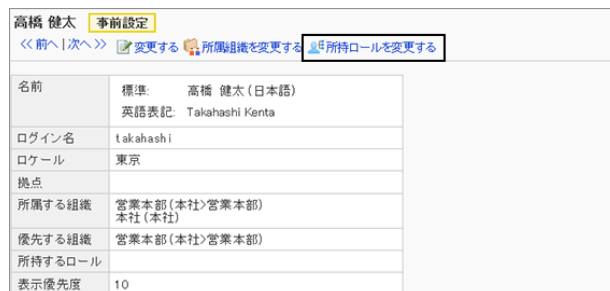 高橋 健太 事前設定
<<前へ | 次へ>> 変更する 所属組織を変更する 所持ロールを変更する
名前 標準: 高橋 健太(日本語)
英語表記: Takahashi Kenta
ログイン名 takahashi
ロケール 東京
拠点
所属する組織 営業本部(本社>営業本部)
本社(本社)
優先する組織 営業本部(本社>営業本部)
所持するロール
表示優先度 10